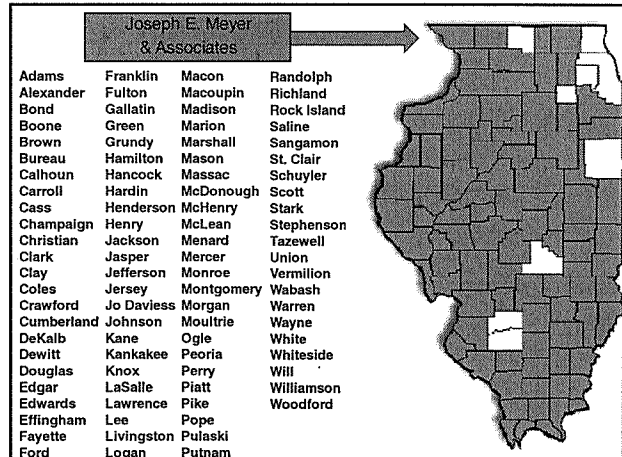 Joseph E. Meyer
& Associates
Adams Franklin Macon Randolph
Alexander Fulton Macoupin Richland
Bond Gallatin Madison Rock Island
Boone Green Marion Saline
Brown Grundy Marshall Sangamon
Bureau Hamilton Mason St. Clair
Calhoun Hancock Massac Schuyler
Carroll Hardin McDonough Scott
Cass Henderson McHenry Stark
Champaign Henry McLean Stephenson
Christian Jackson Menard Tazewell
Clark Jasper Mercer Union
Clay Jefferson Monroe Vermilion
Coles Jersey Montgomery Wabash
Crawford Jo Daviess Morgan Warren
Cumberland Johnson Moultrie Wayne
DeKalb Kane Ogle White
Dewitt Kankakee Peoria Whiteside
Douglas Knox Perry Will
Edgar LaSalle Piatt Williamson
Edwards Lawrence Pike Woodford
Effingham Lee Pope
Fayette Livingston Pulaski
Ford Logan Putnam